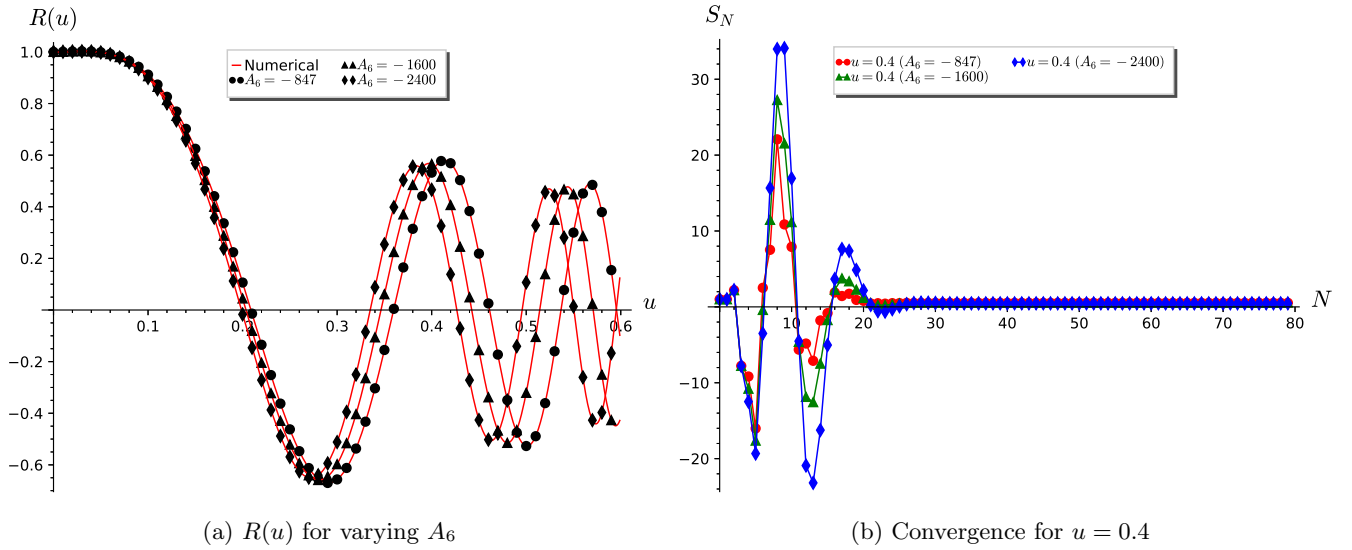 R(u)
1.0
0.8
0.6
0.4
0.2
−0.2
−0.4
−0.6
0.1
0.2
0.3
0.4
0.5
0.6
u
Numerical
A₆ = −847
A₆ = −1600
A₆ = −2400
(a) R(u) for varying A₆
S_N
30
20
10
−10
−20
0
10
20
30
40
50
60
70
80
N
u = 0.4 (A₆ = −847)
u = 0.4 (A₆ = −1600)
u = 0.4 (A₆ = −2400)
(b) Convergence for u = 0.4